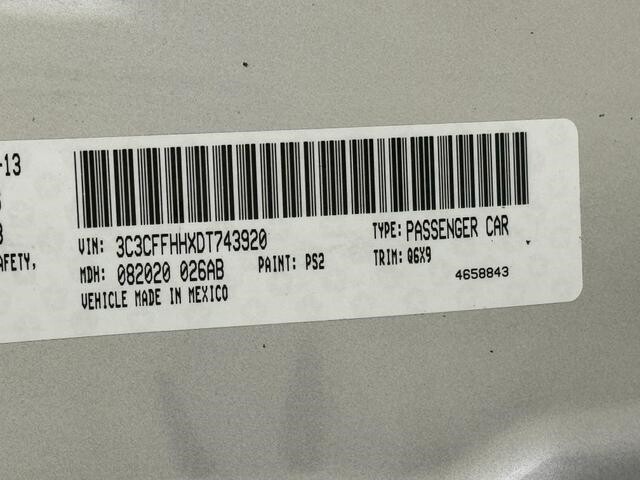 -13
VIN: 3C3CFFHHXDT743920
TYPE: PASSENGER CAR
AFETY,
MDH: 082020 026AB
PAINT: PS2
TRIM: Q6X9
VEHICLE MADE IN MEXICO
4658843